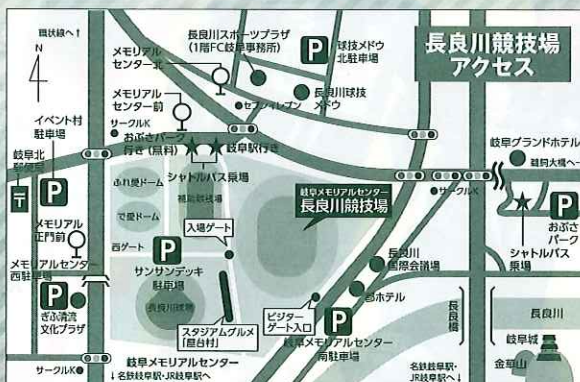 環状線へ↑
N
メモリアル
センター北
長良川スポーツプラザ
(1階FC岐阜事務所)
P
球技メドウ
北駐車場
長良川競技場
アクセス
長良川球技
メドウ
セブンイレブン
メモリアル
センター前
サークルK
イベント村
駐車場
P
おぶさパーク
行き(無料)
岐阜駅行き
シャトルバス乗場
岐阜北
郵便局
〒
ふれ愛ドーム
で愛ドーム
補助競技場
入場ゲート
岐阜メモリアルセンター
長良川競技場
岐阜グランドホテル
鵜飼大橋へ→
サークルK
シャトルバス
乗場
P
おぶさ
パーク
メモリアル
正門前
メモリアルセンター
西駐車場
P
ぎふ清流
文化プラザ
サークルK
西ゲート
P
サンサンデッキ
駐車場
長良川球場
スタジアムグルメ
「屋台村」
ビジター
ゲート入口
長良川
国際会議場
都ホテル
P
岐阜メモリアルセンター
南駐車場
長良橋
長良川
岐阜城
金華山
岐阜メモリアルセンター
↓名鉄岐阜駅・JR岐阜駅へ
名鉄岐阜駅・
JR岐阜駅へ↓